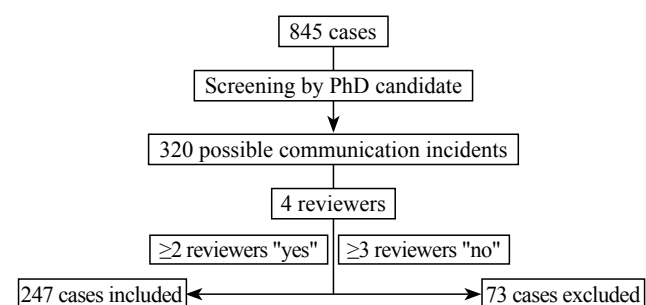 845 cases
Screening by PhD candidate
320 possible communication incidents
4 reviewers
≥2 reviewers "yes"
≥3 reviewers "no"
247 cases included
73 cases excluded